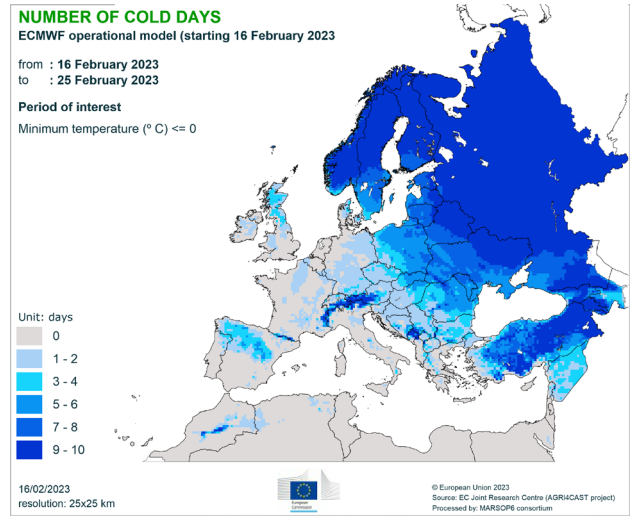 NUMBER OF COLD DAYS
ECMWF operational model (starting 16 February 2023
from : 16 February 2023
to : 25 February 2023
Period of interest
Minimum temperature (º C) <= 0
Unit: days
0
1 - 2
3 - 4
5 - 6
7 - 8
9 - 10
16/02/2023
resolution: 25x25 km
European
Commission
© European Union 2023
Source: EC Joint Research Centre (AGRI4CAST project)
Processed by: MARSOP6 consortium